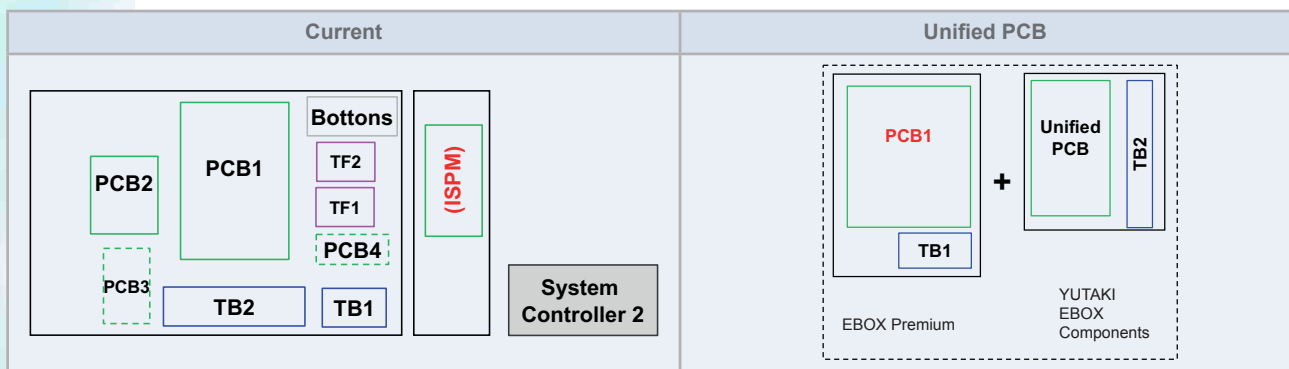 Current
Unified PCB
Bottons
PCB1
TF2
PCB2
TF1
PCB4
PCB3
TB2
TB1
(ISPM)
System
Controller 2
PCB1
TB1
EBOX Premium
+
Unified
PCB
TB2
YUTAKI
EBOX
Components